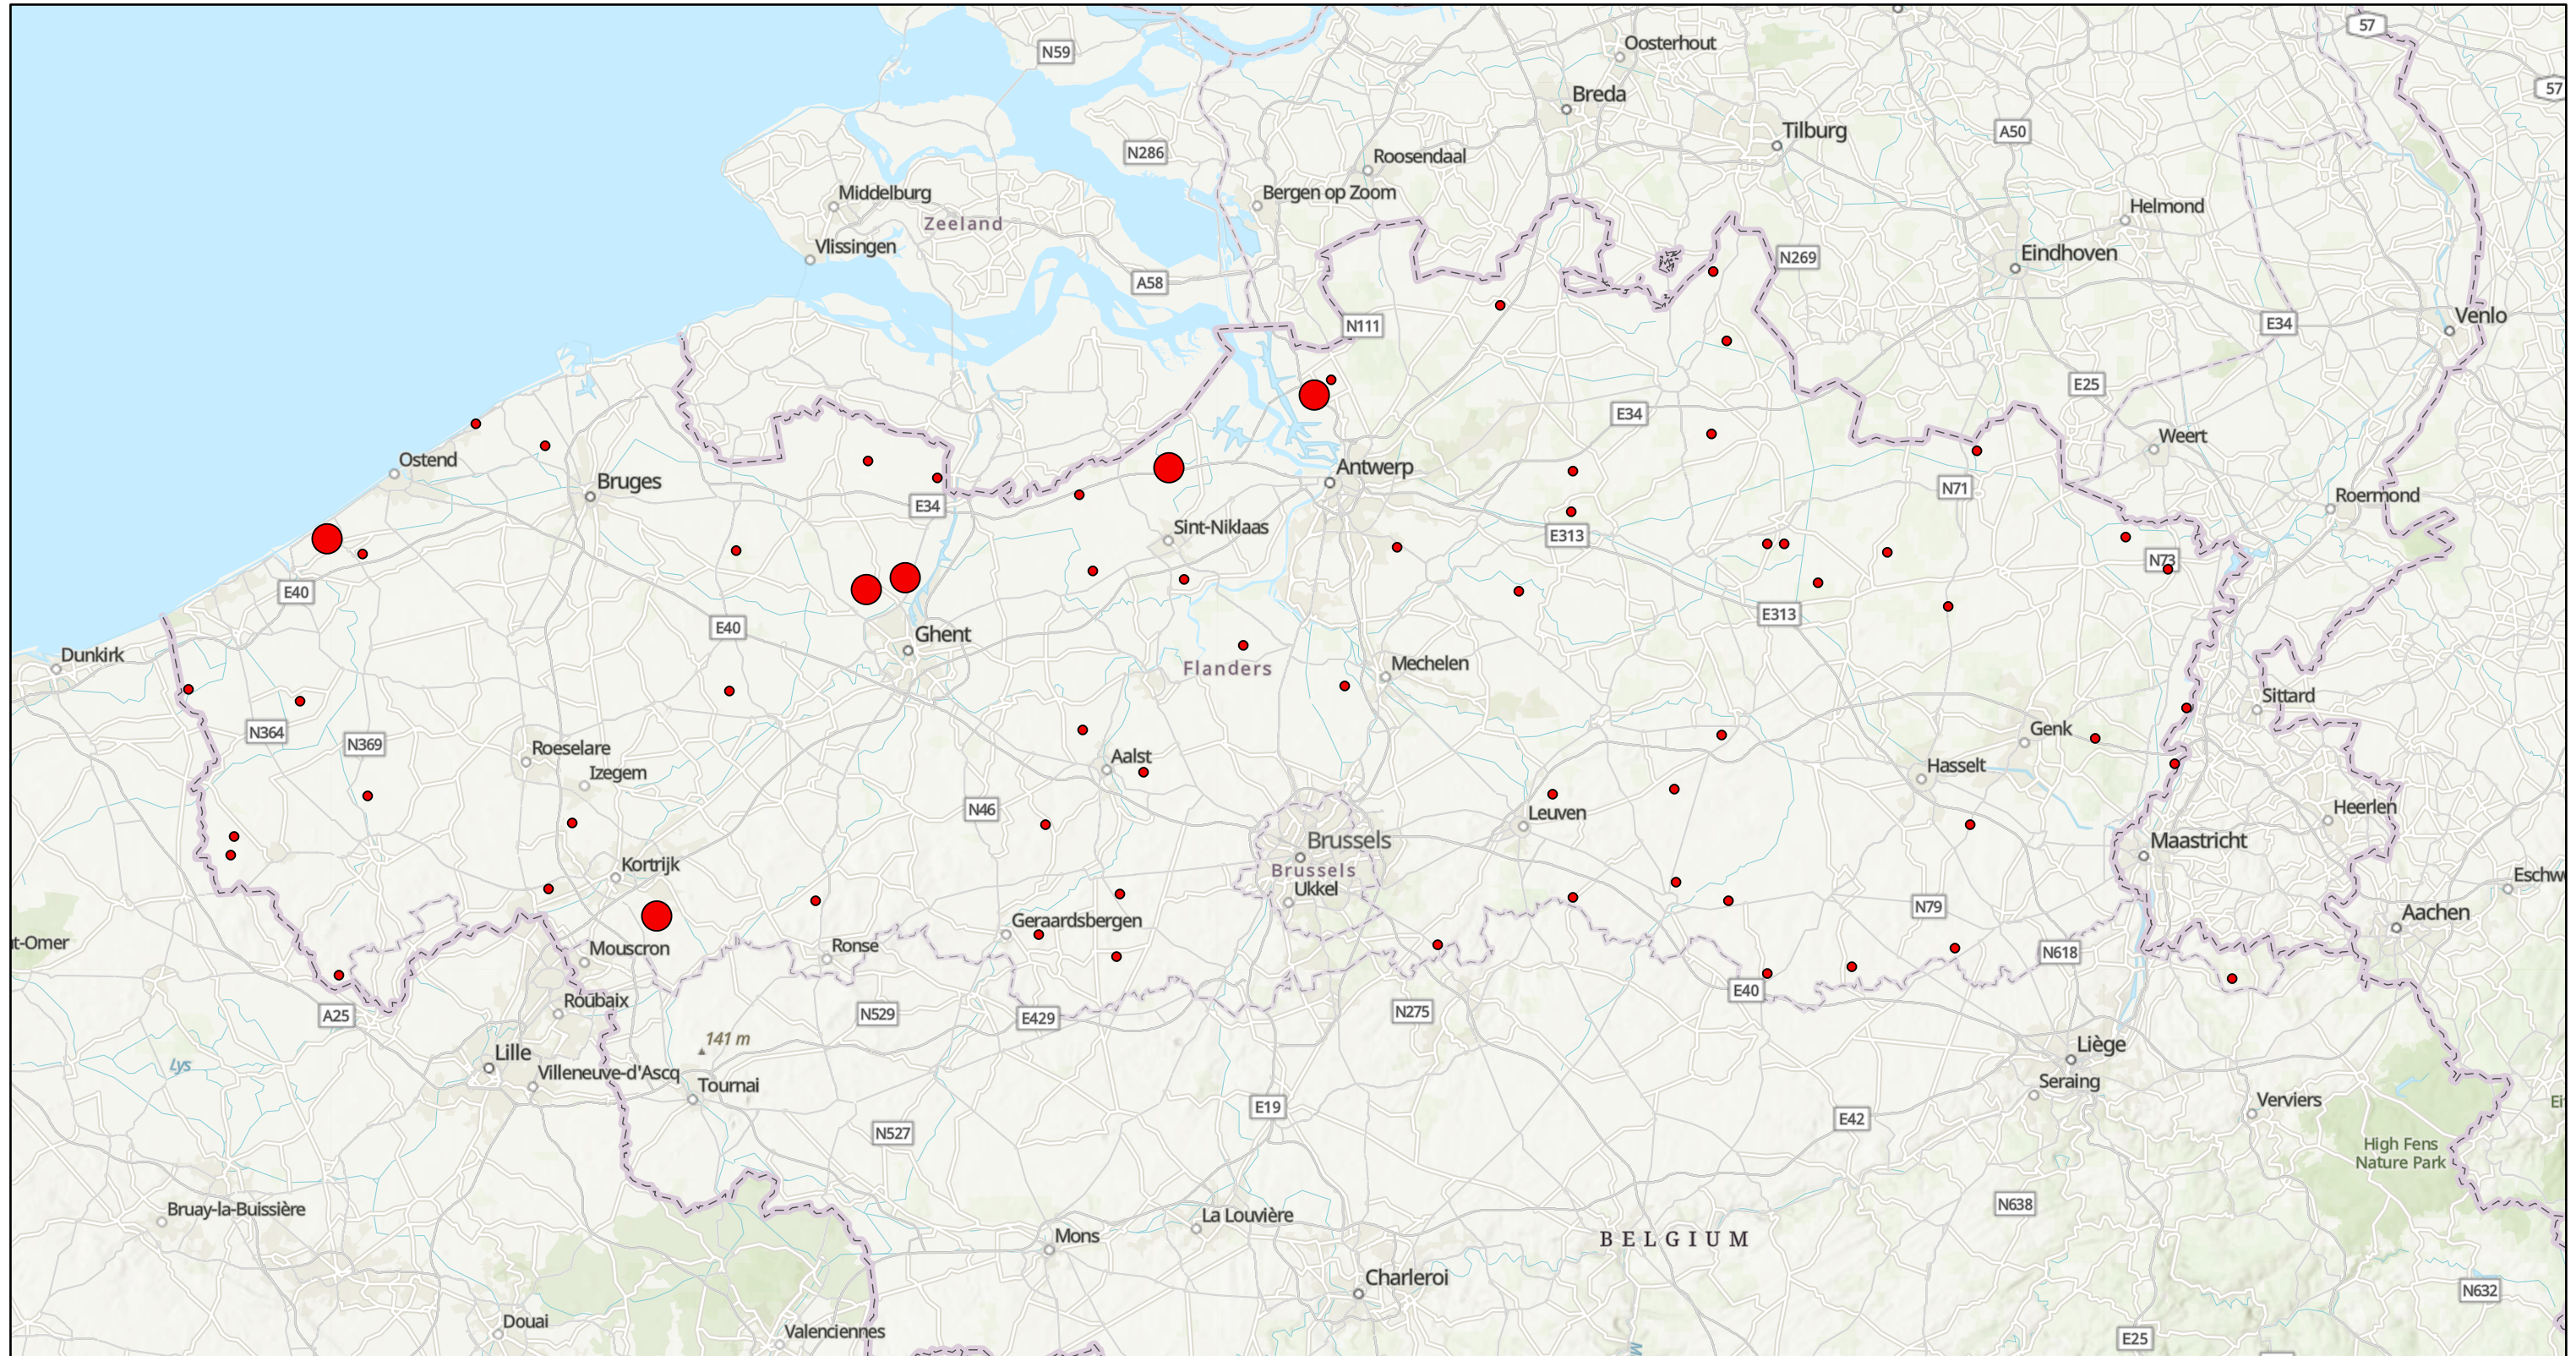 57
Oosterhout
N59
57
Breda
Tilburg
A50
N286
Roosendaal
Middelburg
Bergen op Zoom
Helmond
Zeeland
Vlissingen
Eindhoven
N269
A58
Venlo
N111
E34
E25
E34
Weert
Ostend
Antwerp
Bruges
N71
Roermond
E34
Sint-Niklaas
E313
N73
E40
E313
E40
Ghent
Dunkirk
Mechelen
Flanders
Sittard
N364
Genk
N369
Roeselare
Aalst
Hasselt
Izegem
N46
Heerlen
Leuven
Brussels
Maastricht
Kortrijk
Brussels
Eschw
Ukkel
N79
Aachen
Geraardsbergen
t-Omer
Ronse
Mouscron
N618
E40
Roubaix
N275
N529
A25
E429
141 m
Liège
Lille
Lys
Villeneuve-d'Ascq
Seraing
Tournai
Verviers
Ei
E19
E42
N527
High Fens
Nature Park
N638
Bruay-la-Buissière
La Louvière
Mons
BELGIUM
Charleroi
N632
Douai
Valenciennes
E25
M